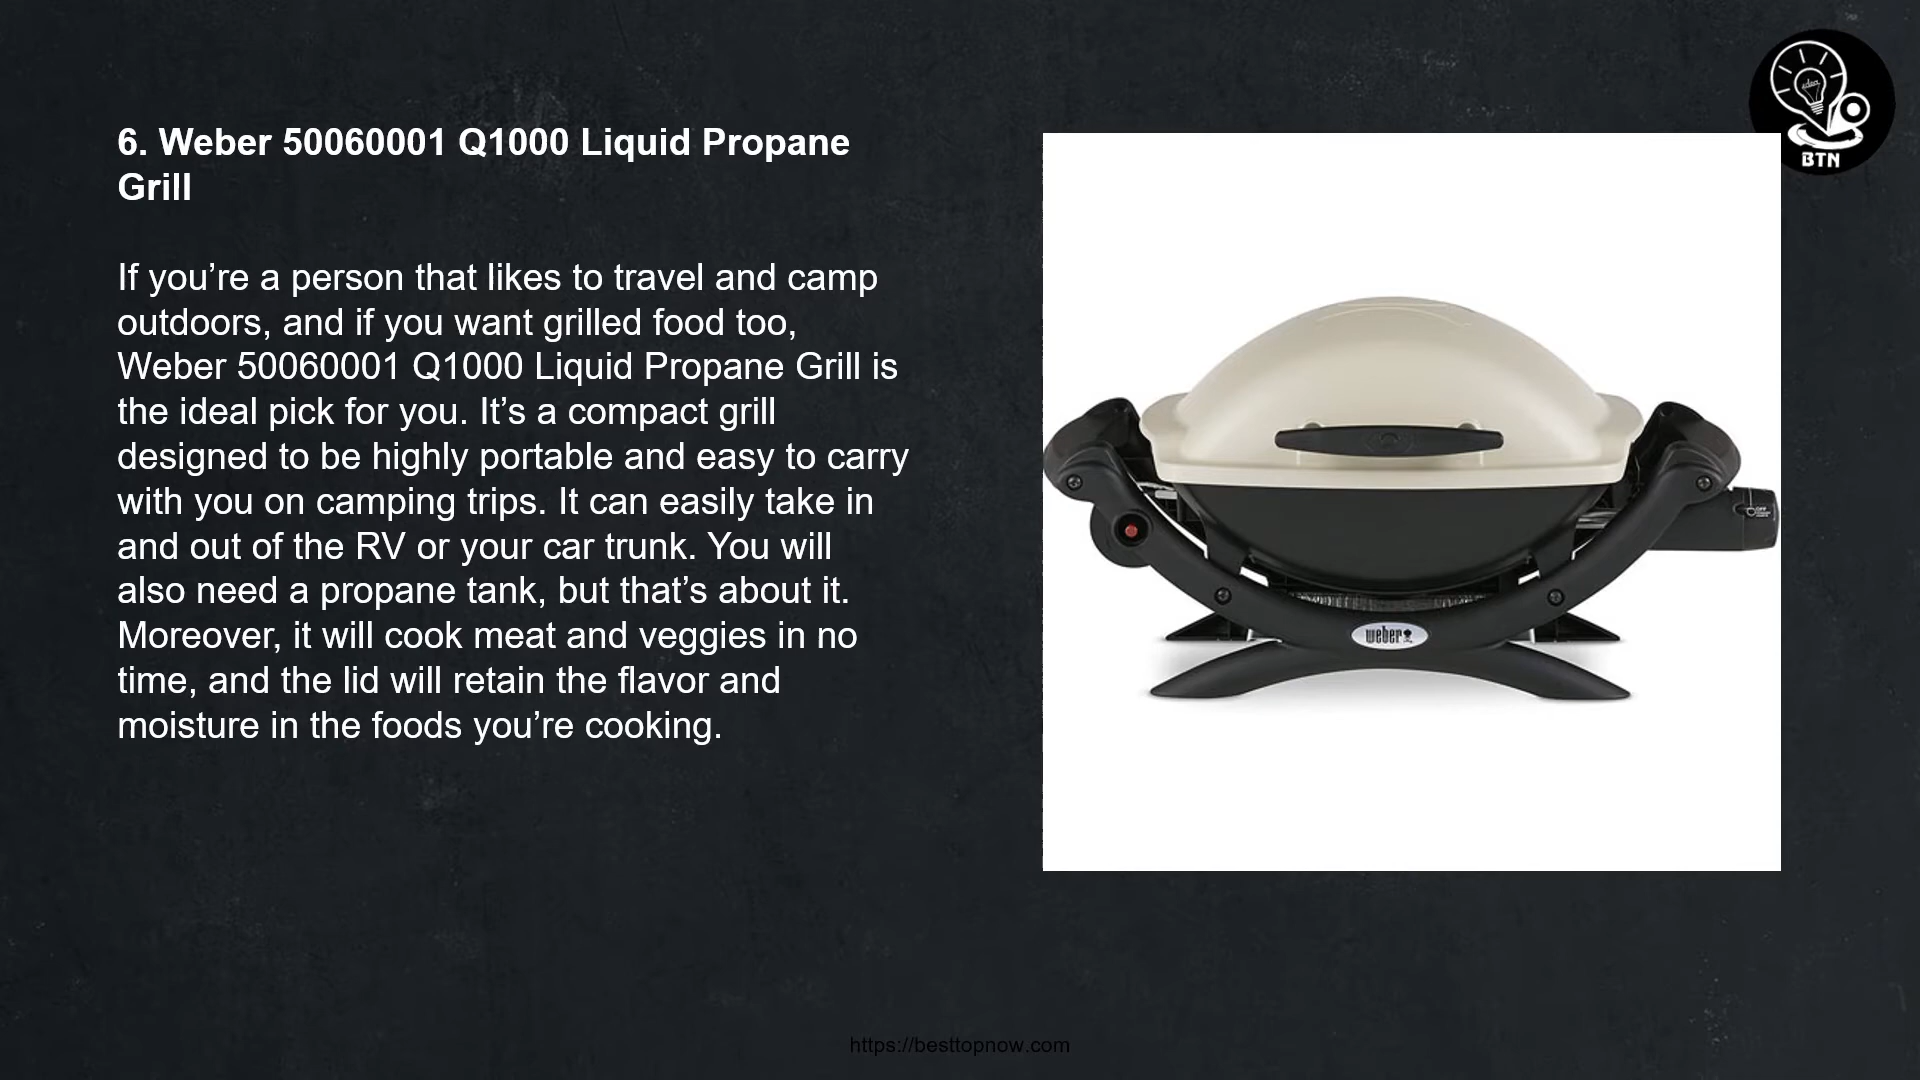 6. Weber 50060001 Q1000 Liquid Propane
Grill
If you’re a person that likes to travel and camp
outdoors, and if you want grilled food too,
Weber 50060001 Q1000 Liquid Propane Grill is
the ideal pick for you. It’s a compact grill
designed to be highly portable and easy to carry
with you on camping trips. It can easily take in
and out of the RV or your car trunk. You will
also need a propane tank, but that’s about it.
Moreover, it will cook meat and veggies in no
time, and the lid will retain the flavor and
moisture in the foods you’re cooking.
idea
BTN
OFF
weber
https://besttopnow.com